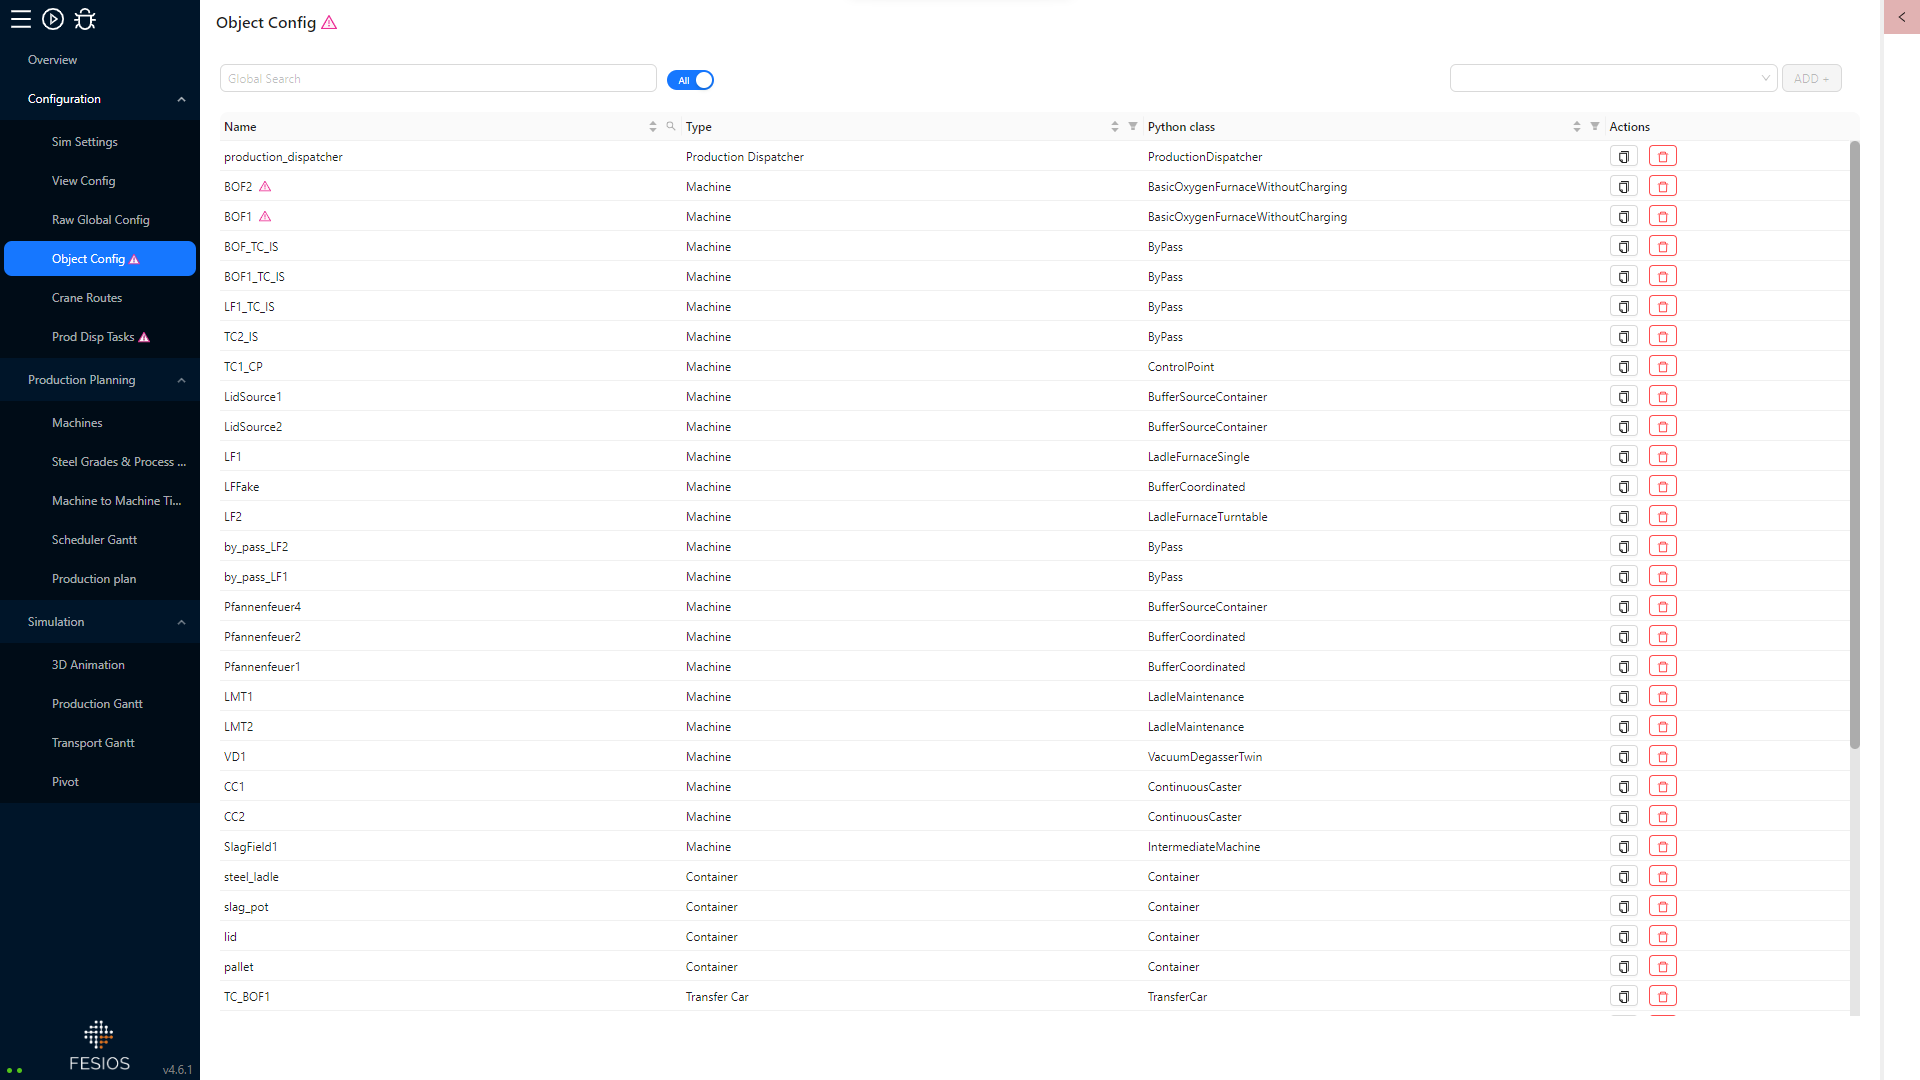 Object Config
Overview
Configuration
Sim Settings
View Config
Raw Global Config
Object Config
Crane Routes
Prod Disp Tasks
Production Planning
Machines
Steel Grades & Process ...
Machine to Machine Ti...
Scheduler Gantt
Production plan
Simulation
3D Animation
Production Gantt
Transport Gantt
Pivot
FESIOS
v4.6.1
Global Search
All
ADD +
Name Type Python class Actions
production_dispatcher Production Dispatcher ProductionDispatcher
BOF2 Machine BasicOxygenFurnaceWithoutCharging
BOF1 Machine BasicOxygenFurnaceWithoutCharging
BOF_TC_IS Machine ByPass
BOF1_TC_IS Machine ByPass
LF1_TC_IS Machine ByPass
TC2_IS Machine ByPass
TC1_CP Machine ControlPoint
LidSource1 Machine BufferSourceContainer
LidSource2 Machine BufferSourceContainer
LF1 Machine LadleFurnaceSingle
LFFake Machine BufferCoordinated
LF2 Machine LadleFurnaceTurntable
by_pass_LF2 Machine ByPass
by_pass_LF1 Machine ByPass
Pfannenfeuer4 Machine BufferSourceContainer
Pfannenfeuer2 Machine BufferCoordinated
Pfannenfeuer1 Machine BufferCoordinated
LMT1 Machine LadleMaintenance
LMT2 Machine LadleMaintenance
VD1 Machine VacuumDegasserTwin
CC1 Machine ContinuousCaster
CC2 Machine ContinuousCaster
SlagField1 Machine IntermediateMachine
steel_ladle Container Container
slag_pot Container Container
lid Container Container
pallet Container Container
TC_BOF1 Transfer Car TransferCar